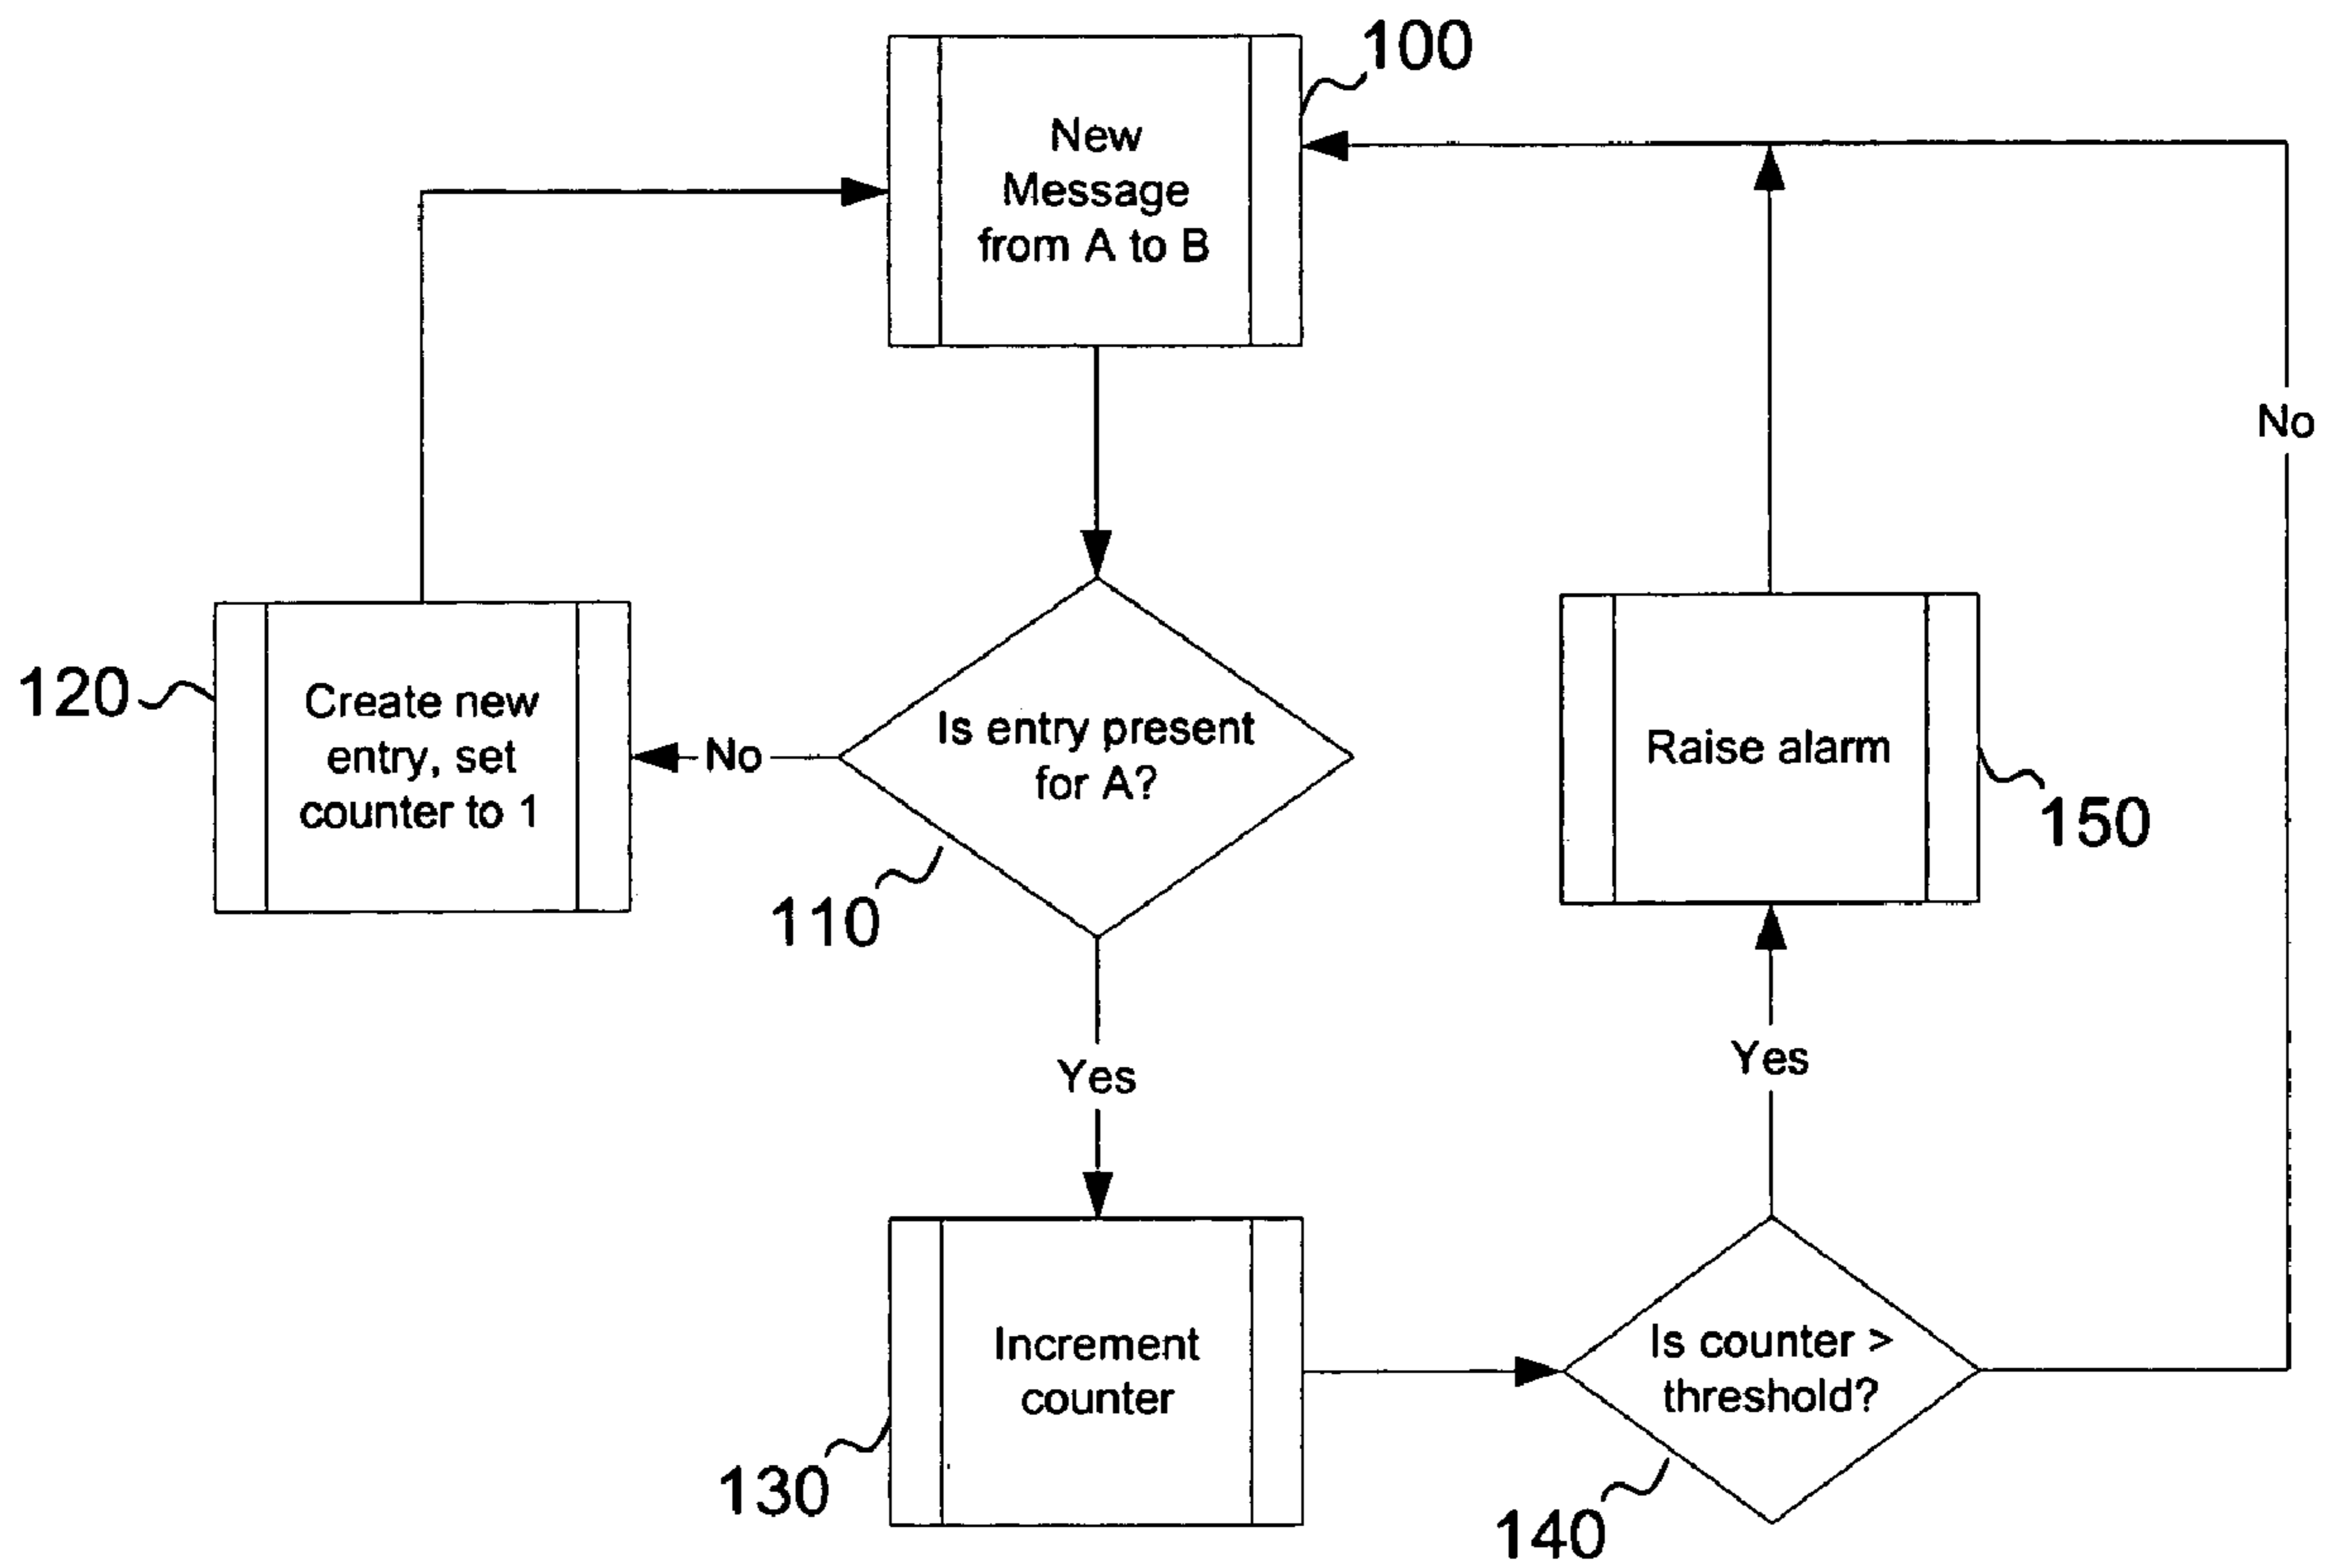 100
New
Message
from A to B
No
120
Create new
entry, set
counter to 1
No
Is entry present
for A?
110
Raise alarm
150
Yes
Yes
Increment
counter
130
Is counter >
threshold?
140